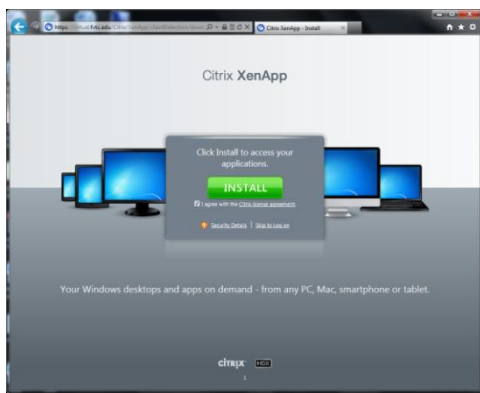 Citrix XenApp - Install
Citrix XenApp
Click Install to access your
applications.
INSTALL
I agree with the Citrix license agreement.
Security Details | Skip to Log on
Your Windows desktops and apps on demand - from any PC, Mac, smartphone or tablet.
CITRIX HDX